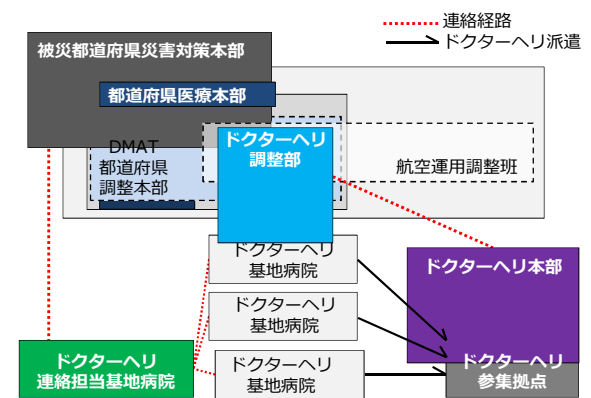 連絡経路
ドクターヘリ派遣
被災都道府県災害対策本部
都道府県医療本部
DMAT
都道府県
調整本部
ドクターヘリ
調整部
航空運用調整班
ドクターヘリ
基地病院
ドクターヘリ本部
ドクターヘリ
基地病院
ドクターヘリ
連絡担当基地病院
ドクターヘリ
基地病院
ドクターヘリ
参集拠点